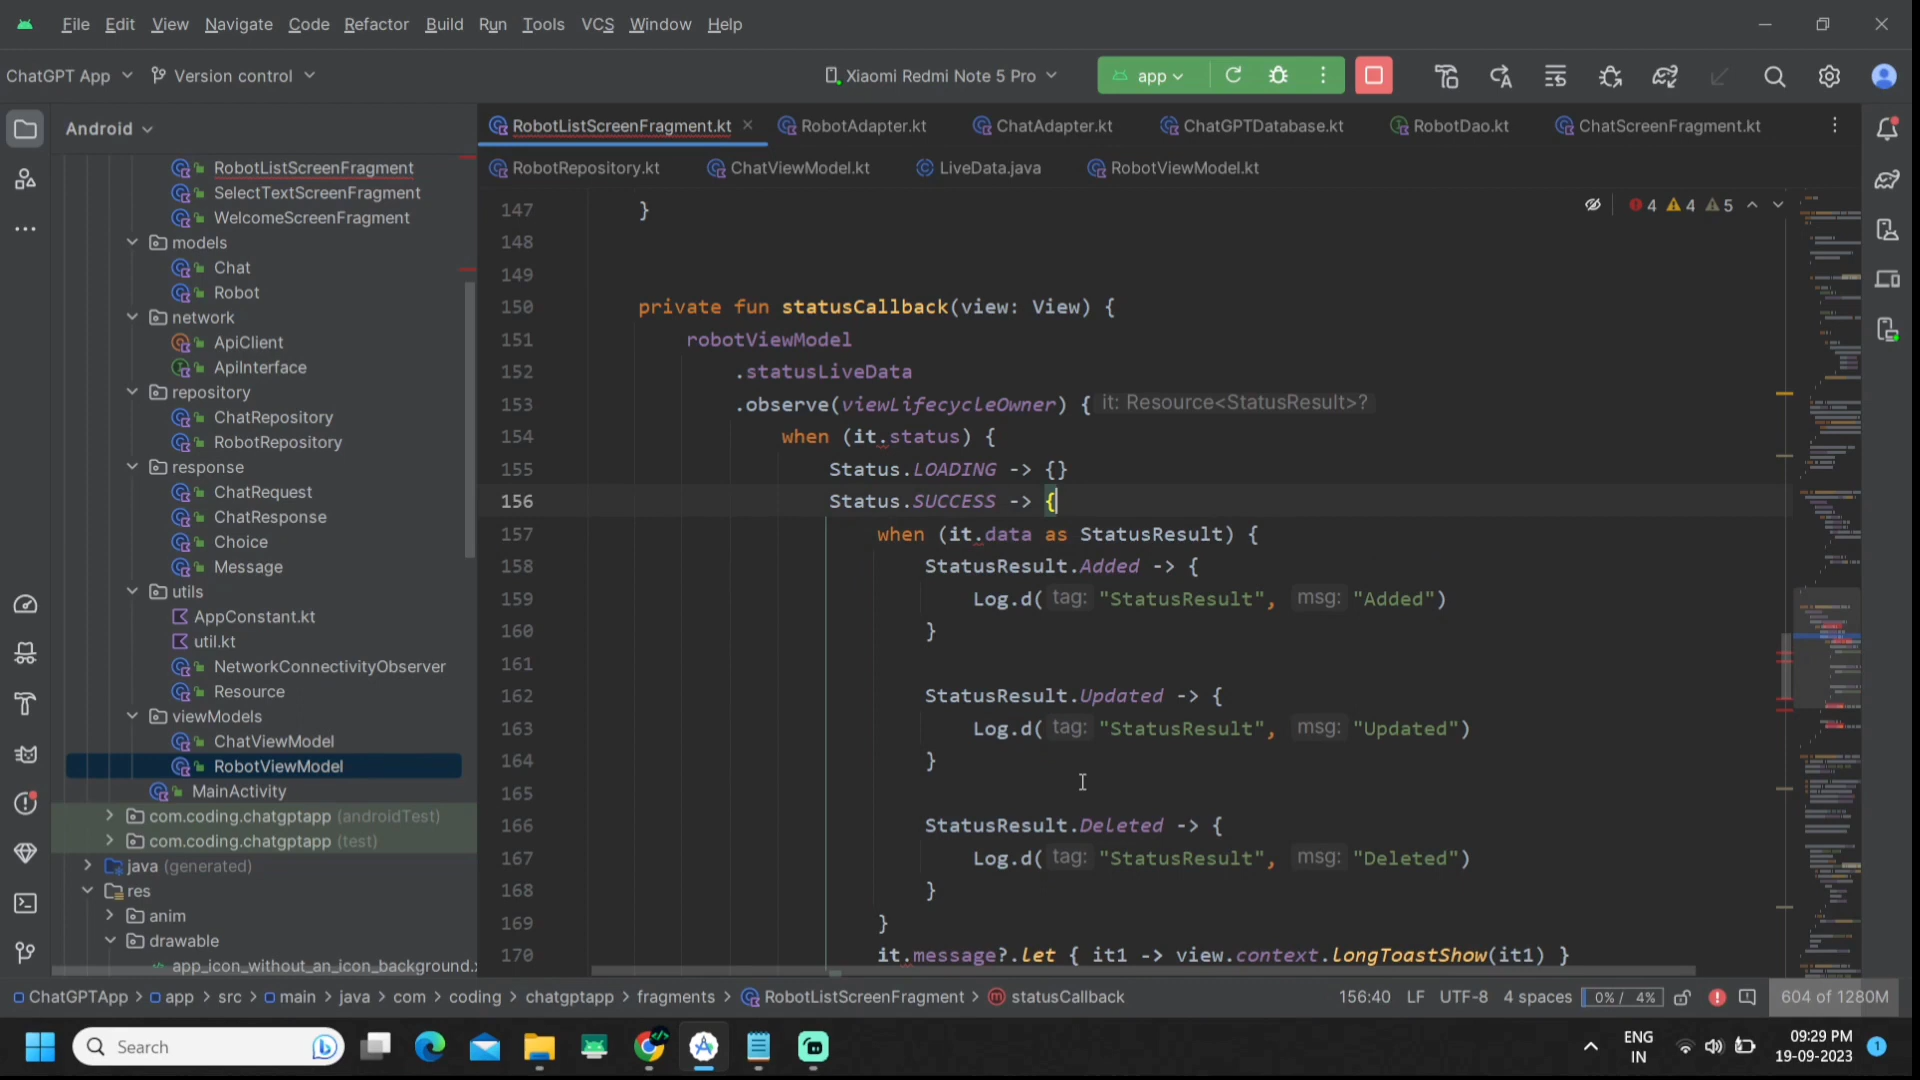 File Edit View Navigate Code Refactor Build Run Tools VCS Window Help
ChatGPT App Version control Xiaomi Redmi Note 5 Pro app
Android
RobotListScreenFragment.kt RobotAdapter.kt ChatAdapter.kt ChatGPTDatabase.kt RobotDao.kt ChatScreenFragment.kt
RobotRepository.kt ChatViewModel.kt LiveData.java RobotViewModel.kt
RobotListScreenFragment
SelectTextScreenFragment
WelcomeScreenFragment
models
Chat
Robot
network
ApiClient
ApiInterface
repository
ChatRepository
RobotRepository
response
ChatRequest
ChatResponse
Choice
Message
utils
AppConstant.kt
util.kt
NetworkConnectivityObserver
Resource
viewModels
ChatViewModel
RobotViewModel
MainActivity
com.coding.chatgptapp (androidTest)
com.coding.chatgptapp (test)
java (generated)
res
anim
drawable
app_icon_without_an_icon_background.
4 4 5
147 }
148
149
150 private fun statusCallback(view: View) {
151 robotViewModel
152 .statusLiveData
153 .observe(viewLifecycleOwner) { it: Resource<StatusResult>?
154 when (it.status) {
155 Status.LOADING -> {}
156 Status.SUCCESS -> {
157 when (it.data as StatusResult) {
158 StatusResult.Added -> {
159 Log.d( tag: "StatusResult", msg: "Added")
160 }
161
162 StatusResult.Updated -> {
163 Log.d( tag: "StatusResult", msg: "Updated")
164 }
165
166 StatusResult.Deleted -> {
167 Log.d( tag: "StatusResult", msg: "Deleted")
168 }
169 }
170 it.message?.let { it1 -> view.context.longToastShow(it1) }
ChatGPTApp > app > src > main > java > com > coding > chatgptapp > fragments > RobotListScreenFragment > statusCallback 156:40 LF UTF-8 4 spaces 0% / 4% 604 of 1280M
Search ENG
IN
09:29 PM
19-09-2023
1